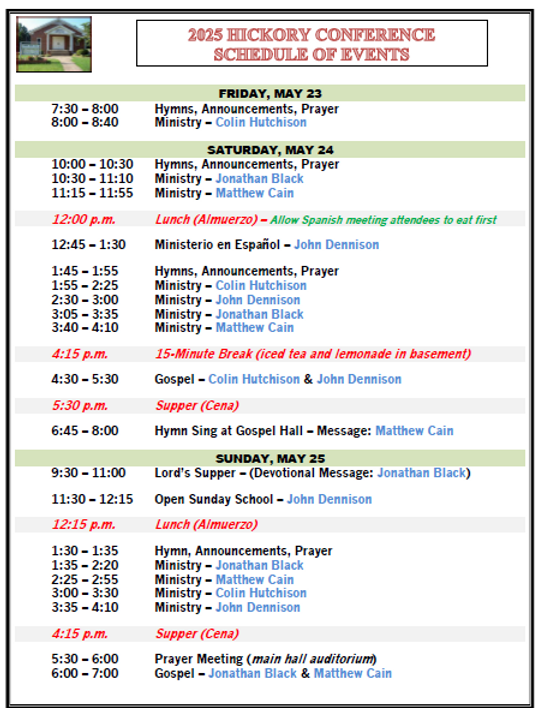 2025 HICKORY CONFERENCE
SCHEDULE OF EVENTS
FRIDAY, MAY 23
7:30 – 8:00 Hymns, Announcements, Prayer
8:00 – 8:40 Ministry – Colin Hutchison
SATURDAY, MAY 24
10:00 – 10:30 Hymns, Announcements, Prayer
10:30 – 11:10 Ministry – Jonathan Black
11:15 – 11:55 Ministry – Matthew Cain
12:00 p.m. Lunch (Almuerzo) – Allow Spanish meeting attendees to eat first
12:45 – 1:30 Ministerio en Español – John Dennison
1:45 – 1:55 Hymns, Announcements, Prayer
1:55 – 2:25 Ministry – Colin Hutchison
2:30 – 3:00 Ministry – John Dennison
3:05 – 3:35 Ministry – Jonathan Black
3:40 – 4:10 Ministry – Matthew Cain
4:15 p.m. 15-Minute Break (iced tea and lemonade in basement)
4:30 – 5:30 Gospel – Colin Hutchison & John Dennison
5:30 p.m. Supper (Cena)
6:45 – 8:00 Hymn Sing at Gospel Hall – Message: Matthew Cain
SUNDAY, MAY 25
9:30 – 11:00 Lord's Supper – (Devotional Message: Jonathan Black)
11:30 – 12:15 Open Sunday School – John Dennison
12:15 p.m. Lunch (Almuerzo)
1:30 – 1:35 Hymn, Announcements, Prayer
1:35 – 2:20 Ministry – Jonathan Black
2:25 – 2:55 Ministry – Matthew Cain
3:00 – 3:30 Ministry – Colin Hutchison
3:35 – 4:10 Ministry – John Dennison
4:15 p.m. Supper (Cena)
5:30 – 6:00 Prayer Meeting (main hall auditorium)
6:00 – 7:00 Gospel – Jonathan Black & Matthew Cain